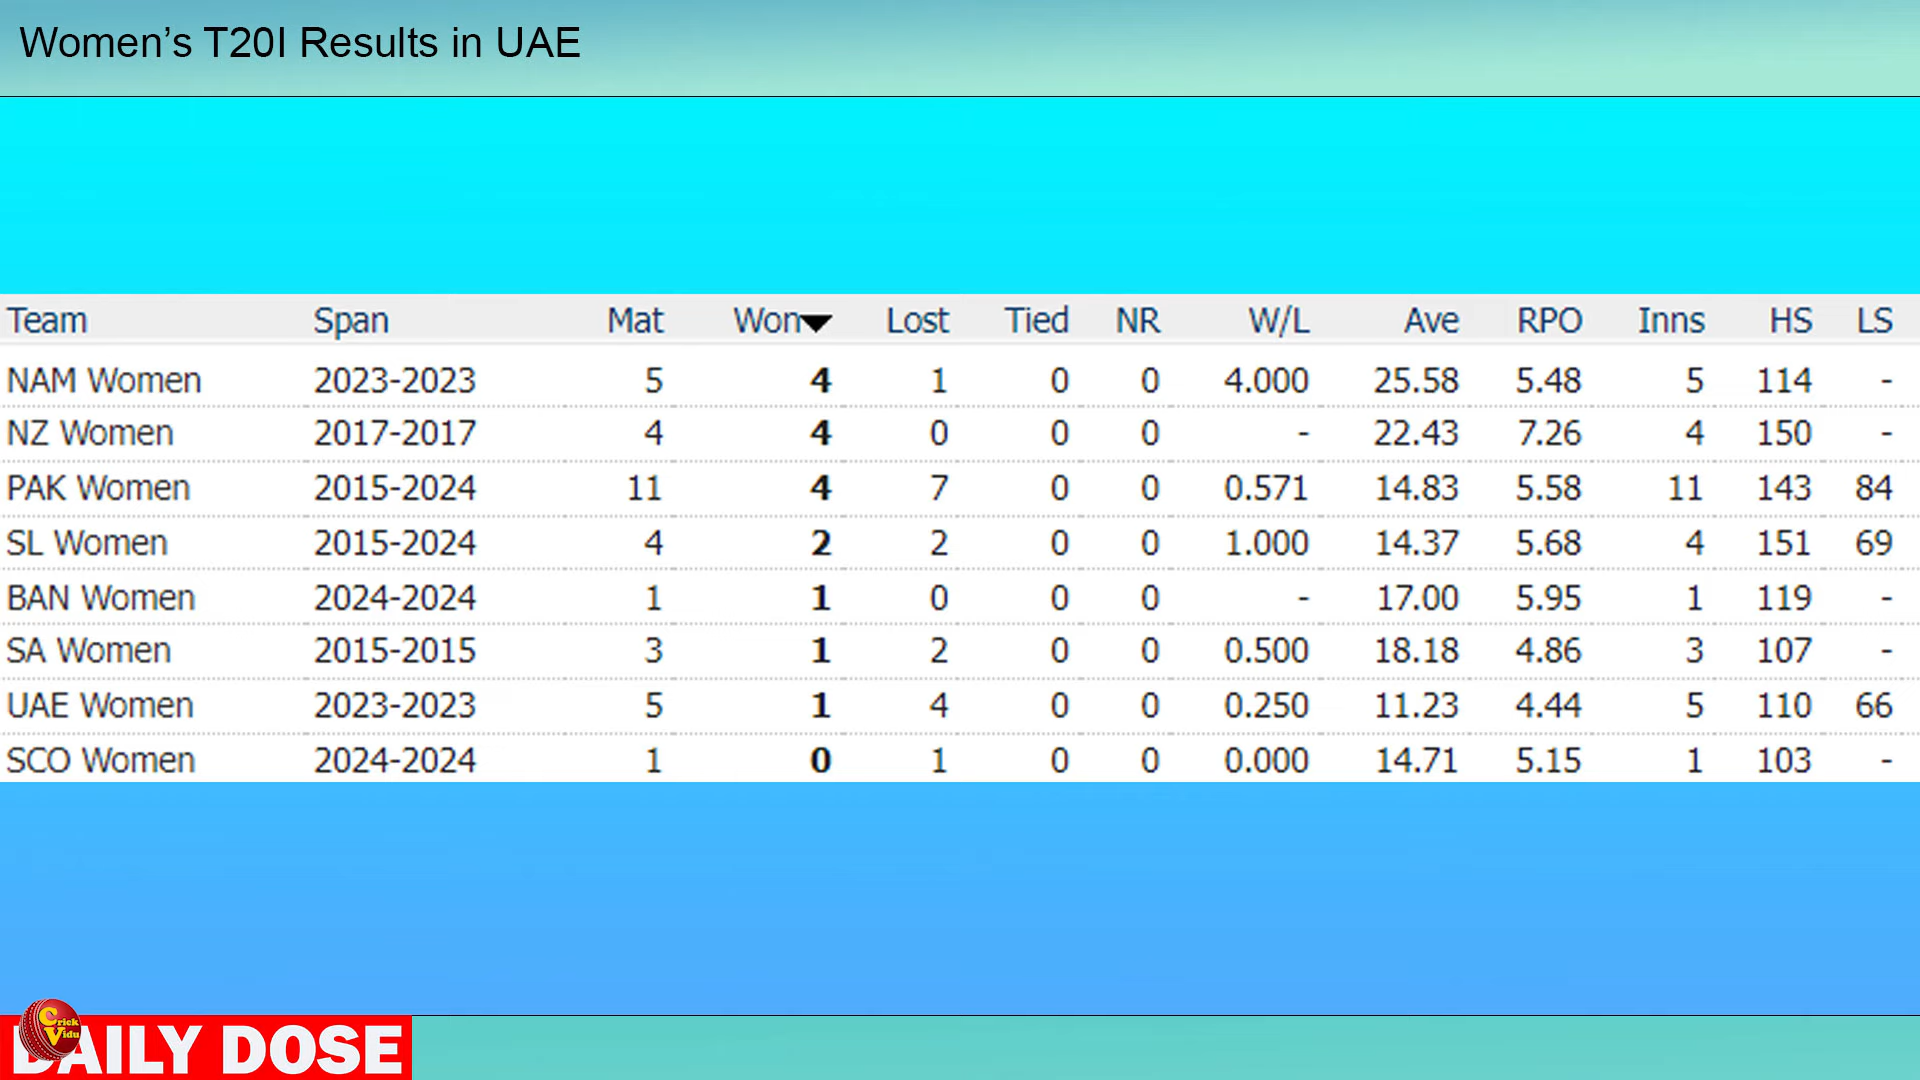 Women’s T20I Results in UAE
Team Span Mat Won Lost Tied NR W/L Ave RPO Inns HS LS
NAM Women 2023-2023 5 4 1 0 0 4.000 25.58 5.48 5 114 -
NZ Women 2017-2017 4 4 0 0 0 - 22.43 7.26 4 150 -
PAK Women 2015-2024 11 4 7 0 0 0.571 14.83 5.58 11 143 84
SL Women 2015-2024 4 2 2 0 0 1.000 14.37 5.68 4 151 69
BAN Women 2024-2024 1 1 0 0 0 - 17.00 5.95 1 119 -
SA Women 2015-2015 3 1 2 0 0 0.500 18.18 4.86 3 107 -
UAE Women 2023-2023 5 1 4 0 0 0.250 11.23 4.44 5 110 66
SCO Women 2024-2024 1 0 1 0 0 0.000 14.71 5.15 1 103 -
Crick
Vidu
DAILY DOSE